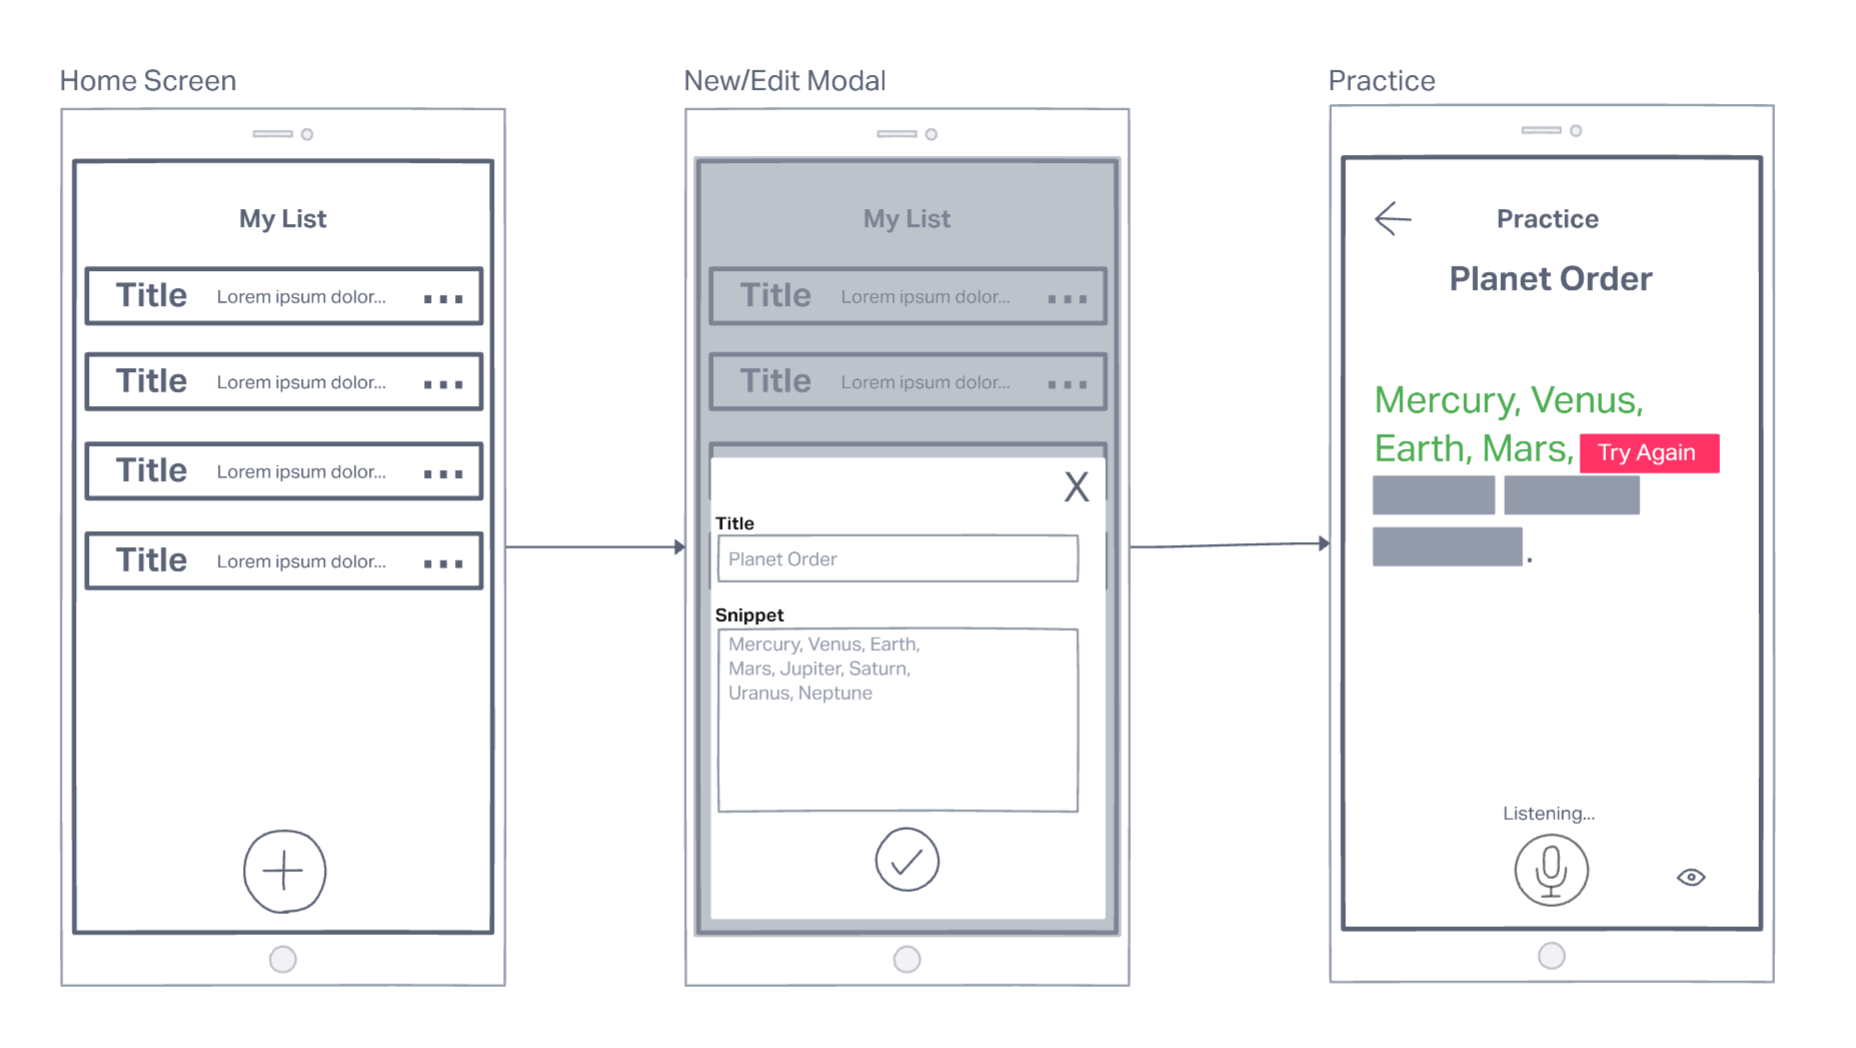 Home Screen
My List
Title Lorem ipsum dolor... ...
Title Lorem ipsum dolor... ...
Title Lorem ipsum dolor... ...
Title Lorem ipsum dolor... ...
New/Edit Modal
My List
Title Lorem ipsum dolor... ...
Title Lorem ipsum dolor... ...
X
Title
Planet Order
Snippet
Mercury, Venus, Earth,
Mars, Jupiter, Saturn,
Uranus, Neptune
Practice
Practice
Planet Order
Mercury, Venus,
Earth, Mars, Try Again
.
Listening...